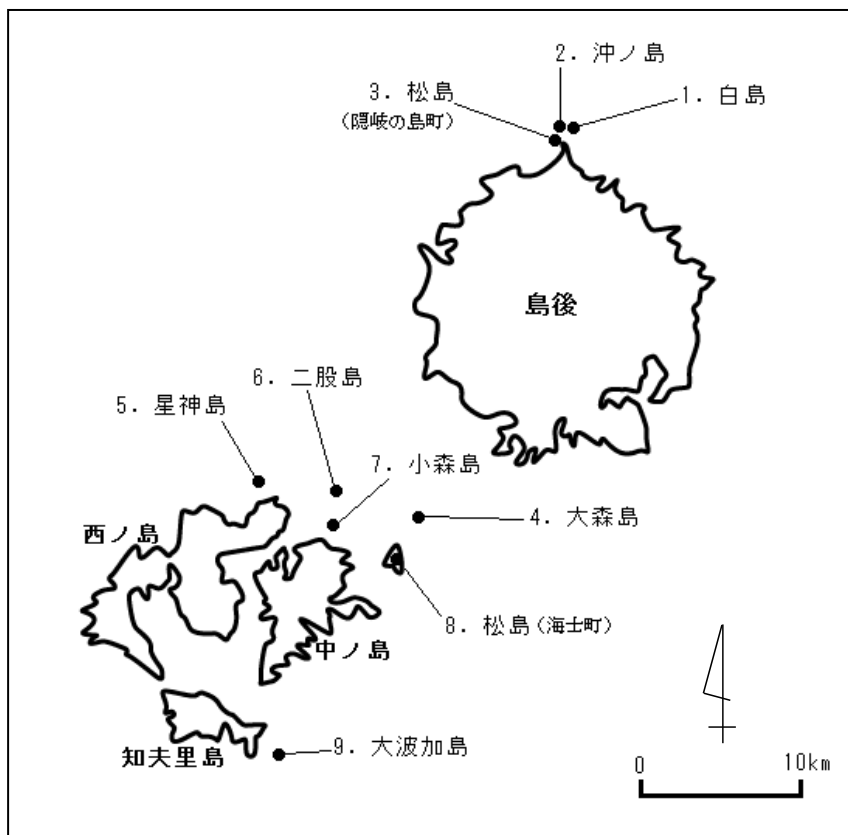 2. 沖ノ島
3. 松島
(隠岐の島町)
1. 白島
島後
6. 二股島
5. 星神島
7. 小森島
4. 大森島
西ノ島
8. 松島(海士町)
中ノ島
9. 大波加島
知夫里島
0 10km